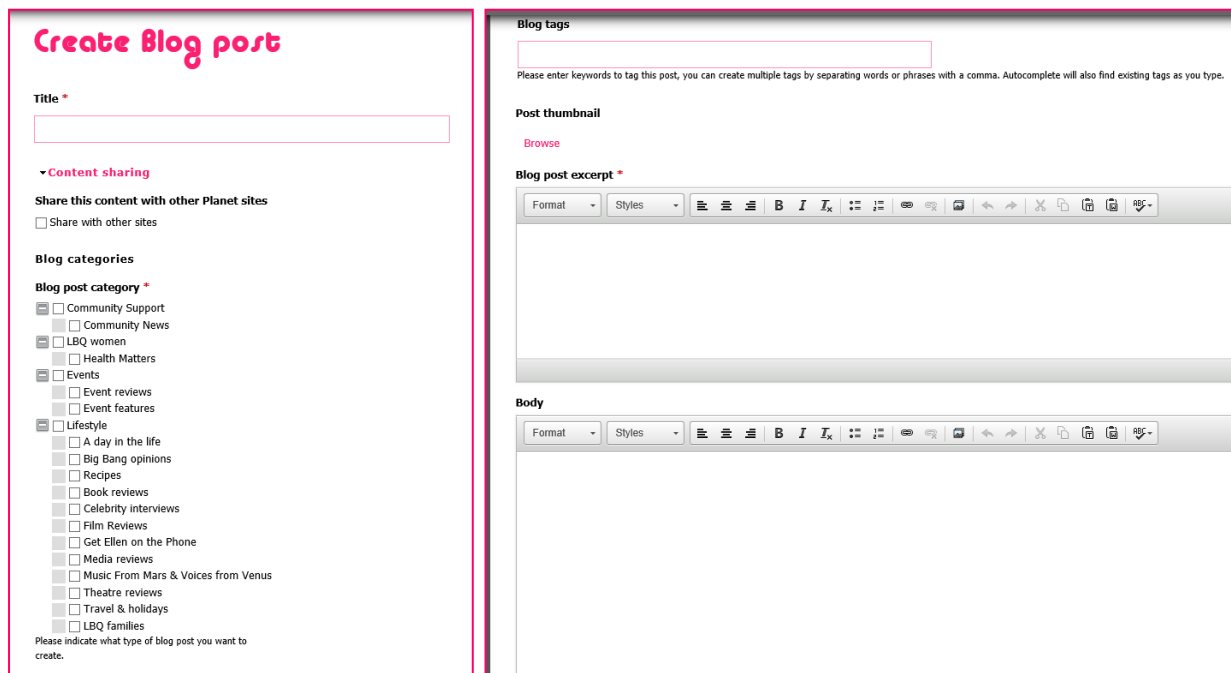 Create Blog post
Title *
Content sharing
Share this content with other Planet sites
Share with other sites
Blog categories
Blog post category *
Community Support
Community News
LBQ women
Health Matters
Events
Event reviews
Event features
Lifestyle
A day in the life
Big Bang opinions
Recipes
Book reviews
Celebrity interviews
Film Reviews
Get Ellen on the Phone
Media reviews
Music From Mars & Voices from Venus
Theatre reviews
Travel & holidays
LBQ families
Please indicate what type of blog post you want to
create.
Blog tags
Please enter keywords to tag this post, you can create multiple tags by separating words or phrases with a comma. Autocomplete will also find existing tags as you type.
Post thumbnail
Browse
Blog post excerpt *
Format Styles B I Ix ABC
Body
Format Styles B I Ix ABC